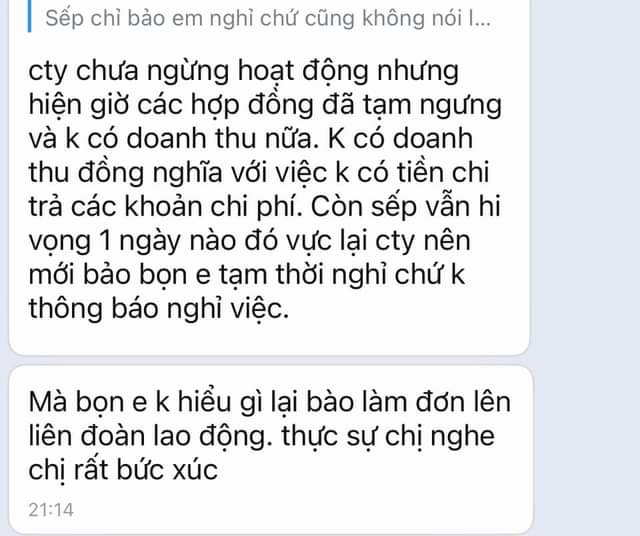 Sếp chỉ bảo em nghỉ chứ cũng không nói l...
cty chưa ngừng hoạt động nhưng
hiện giờ các hợp đồng đã tạm ngưng
và k có doanh thu nữa. K có doanh
thu đồng nghĩa với việc k có tiền chi
trả các khoản chi phí. Còn sếp vẫn hi
vọng 1 ngày nào đó vực lại cty nên
mới bảo bọn e tạm thời nghỉ chứ k
thông báo nghỉ việc.
Mà bọn e k hiểu gì lại bào làm đơn lên
liên đoàn lao động. thực sự chị nghe
chị rất bức xúc
21:14